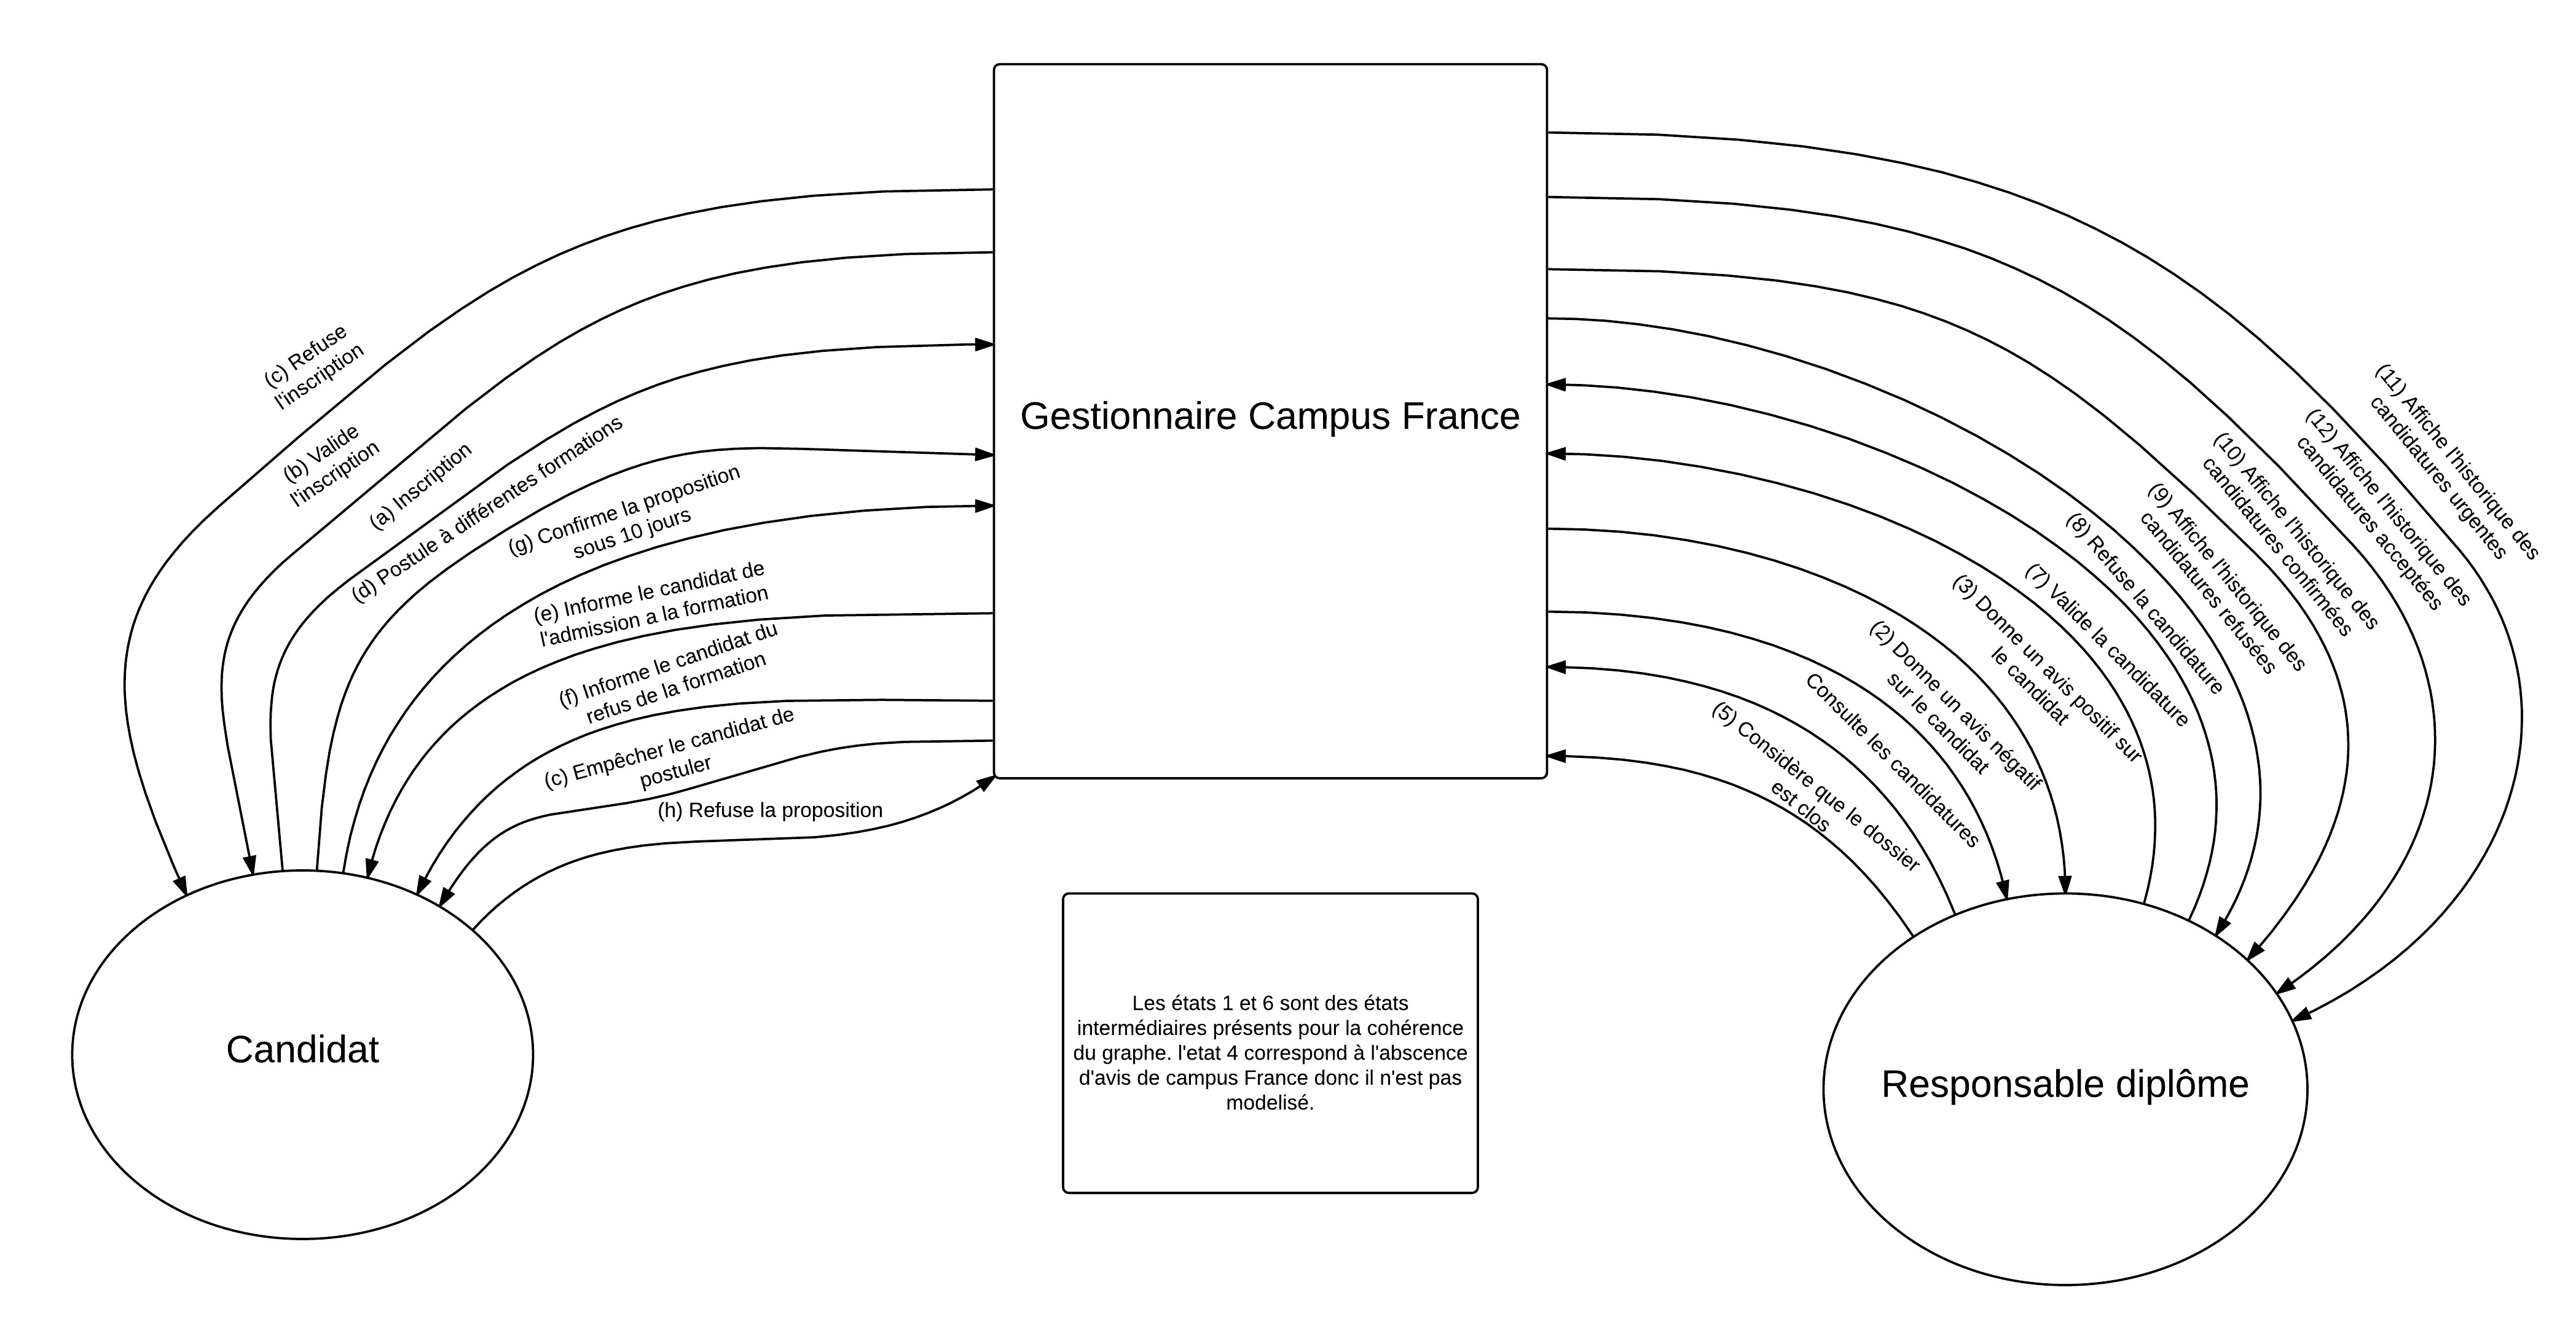 Gestionnaire Campus France
(c) Refuse
l'inscription
(b) Valide
l'inscription
(a) Inscription
(d) Postule à différentes formations
(g) Confirme la proposition
sous 10 jours
(e) Informe le candidat de
l'admission a la formation
(f) Informe le candidat du
refus de la formation
(c) Empêcher le candidat de
postuler
(h) Refuse la proposition
(11) Affiche l'historique des
candidatures urgentes
(12) Affiche l'historique des
candidatures acceptées
(10) Affiche l'historique des
candidatures confirmées
(9) Affiche l'historique des
candidatures refusées
(8) Refuse la candidature
(7) Valide la candidature
(3) Donne un avis positif sur
le candidat
(2) Donne un avis négatif
sur le candidat
Consulte les candidatures
(5) Considère que le dossier
est clos
Candidat
Les états 1 et 6 sont des états
intermédiaires présents pour la cohérence
du graphe. l'etat 4 correspond à l'abscence
d'avis de campus France donc il n'est pas
modelisé.
Responsable diplôme